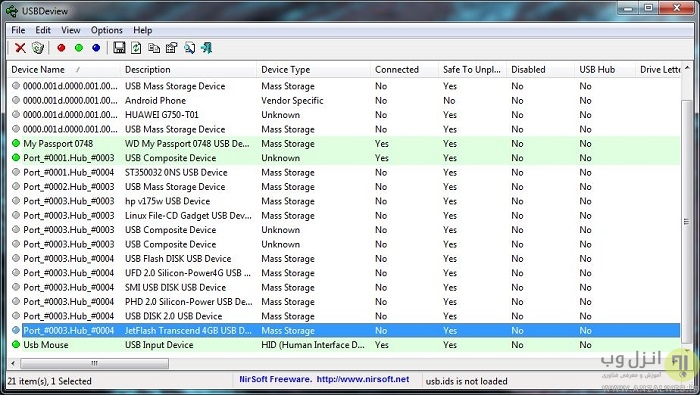 USBDeview
File Edit View Options Help
Device Name / Description Device Type Connected Safe To Unpl... Disabled USB Hub Drive Lette
0000.001d.0000.001.00... USB Mass Storage Device Mass Storage No Yes No No
0000.001d.0000.001.00... Android Phone Vendor Specific No No No No
0000.001d.0000.001.00... HUAWEI G750-T01 Unknown No Yes No No
0000.001d.0000.001.00... USB Mass Storage Device Mass Storage No Yes No No
My Passport 0748 WD My Passport 0748 USB De... Mass Storage Yes Yes No No
Port_#0001.Hub_#0003 USB Composite Device Unknown Yes Yes No No
Port_#0001.Hub_#0004 ST350032 0NS USB Device Mass Storage No Yes No No
Port_#0002.Hub_#0003 USB Mass Storage Device Mass Storage No Yes No No
Port_#0003.Hub_#0003 hp v175w USB Device Mass Storage No Yes No No
Port_#0003.Hub_#0003 Linux File-CD Gadget USB Dev... Mass Storage No Yes No No
Port_#0003.Hub_#0003 USB Composite Device Unknown No Yes No No
Port_#0003.Hub_#0003 USB Composite Device Unknown No Yes No No
Port_#0003.Hub_#0004 USB Flash DISK USB Device Mass Storage No Yes No No
Port_#0003.Hub_#0004 UFD 2.0 Silicon-Power4G USB ... Mass Storage No Yes No No
Port_#0003.Hub_#0004 SMI USB DISK USB Device Mass Storage No Yes No No
Port_#0003.Hub_#0004 PHD 2.0 Silicon-Power USB D... Mass Storage No Yes No No
Port_#0003.Hub_#0004 USB DISK 2.0 USB Device Mass Storage No Yes No No
Port_#0003.Hub_#0004 JetFlash Transcend 4GB USB D... Mass Storage No Yes No No
Usb Mouse USB Input Device HID (Human Interface D... Yes Yes No No
21 item(s), 1 Selected NirSoft Freeware. http://www.nirsoft.net usb.ids is not loaded
انزل وب
آموزش و معرفی فناوری